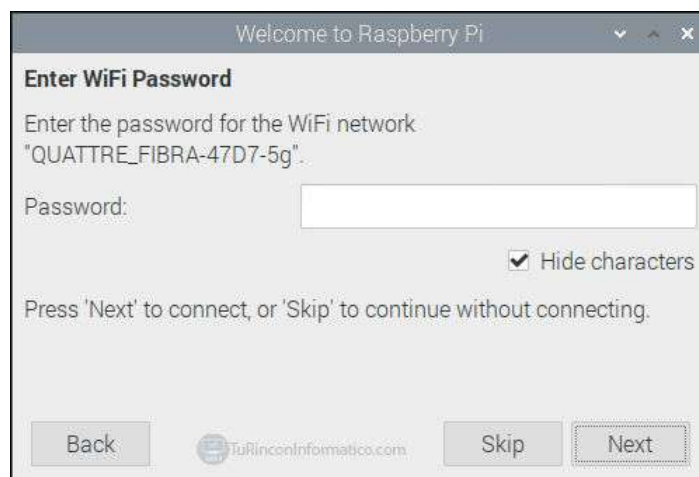 Welcome to Raspberry Pi
Enter WiFi Password
Enter the password for the WiFi network
"QUATTRE_FIBRA-47D7-5g".
Password:
Hide characters
Press 'Next' to connect, or 'Skip' to continue without connecting.
Back
TuRinconInformatico.com
Skip
Next